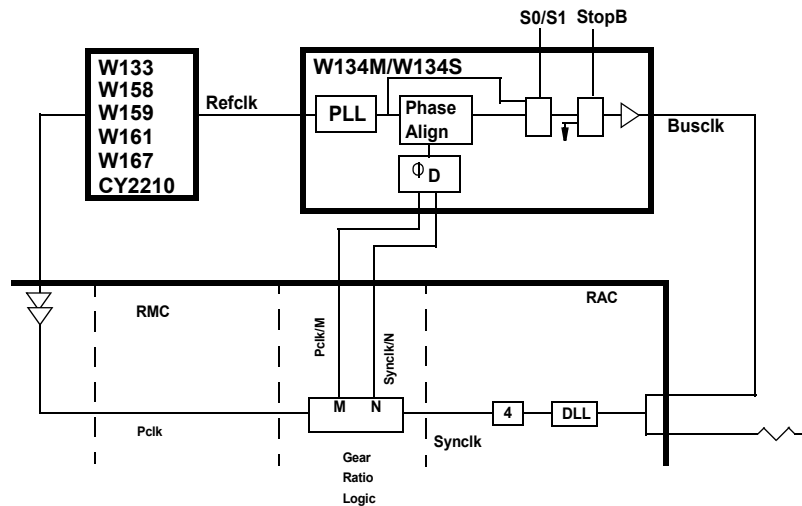 S0/S1 StopB
W133
W158
W159
W161
W167
CY2210
Refclk
W134M/W134S
PLL
Phase
Align
ϕ D
Busclk
RMC
RAC
Pclk/M
Synclk/N
M N
4
DLL
Pclk
Synclk
Gear
Ratio
Logic